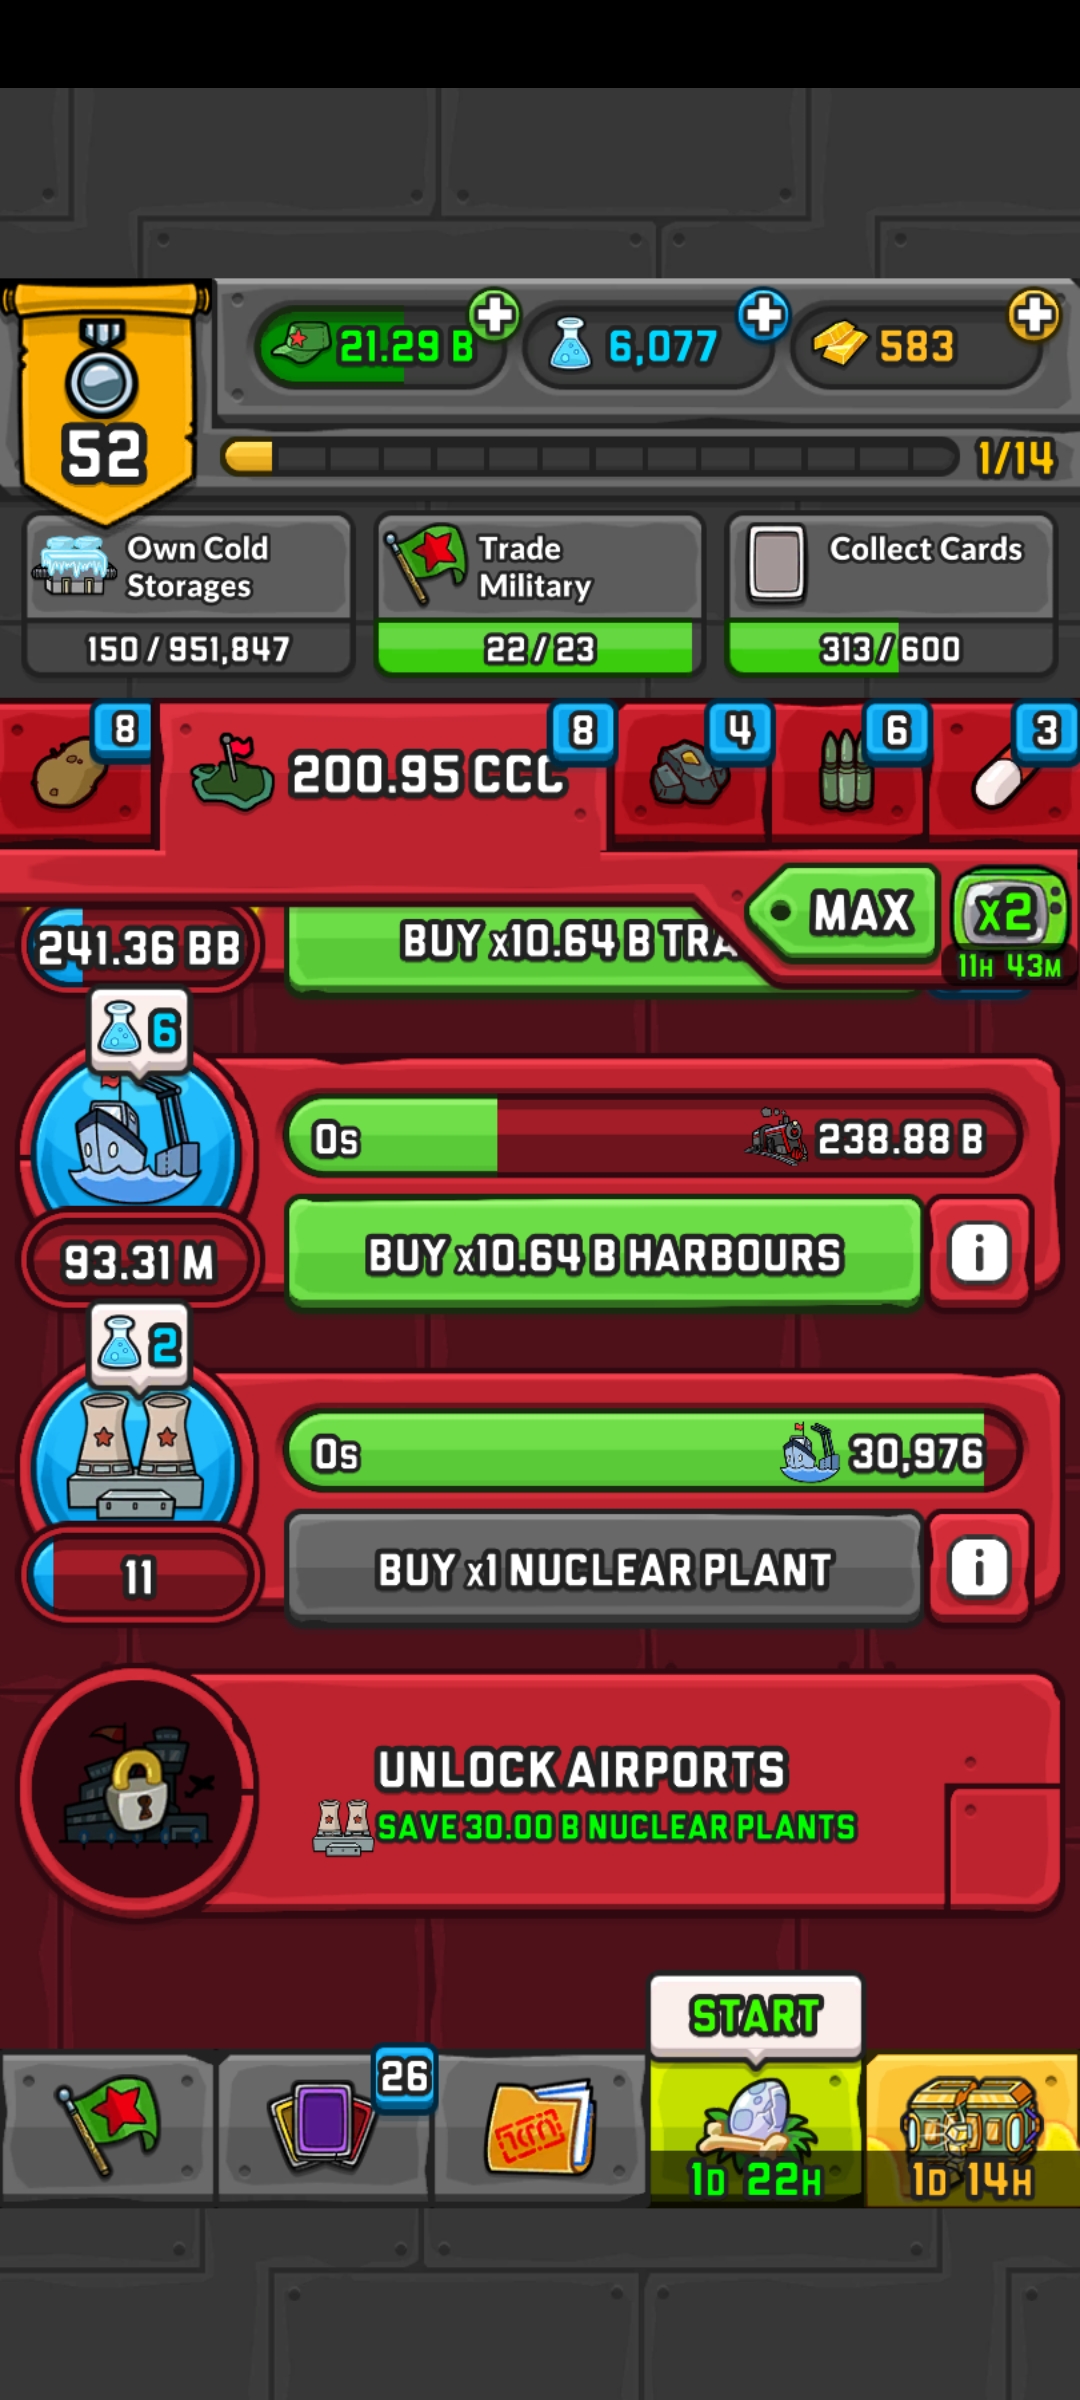 21.29 B
6,077
583
52
1/14
Own Cold
Storages
150 / 951,847
Trade
Military
22 / 23
Collect Cards
313 / 600
8
200.95 CCC
8
4
6
3
MAX
x2
11H 43M
241.36 BB
BUY x10.64 B TRA
6
0s
238.88 B
93.31 M
BUY x10.64 B HARBOURS
i
2
0s
30,976
11
BUY x1 NUCLEAR PLANT
i
UNLOCK AIRPORTS
SAVE 30.00 B NUCLEAR PLANTS
START
26
1D 22H
1D 14H